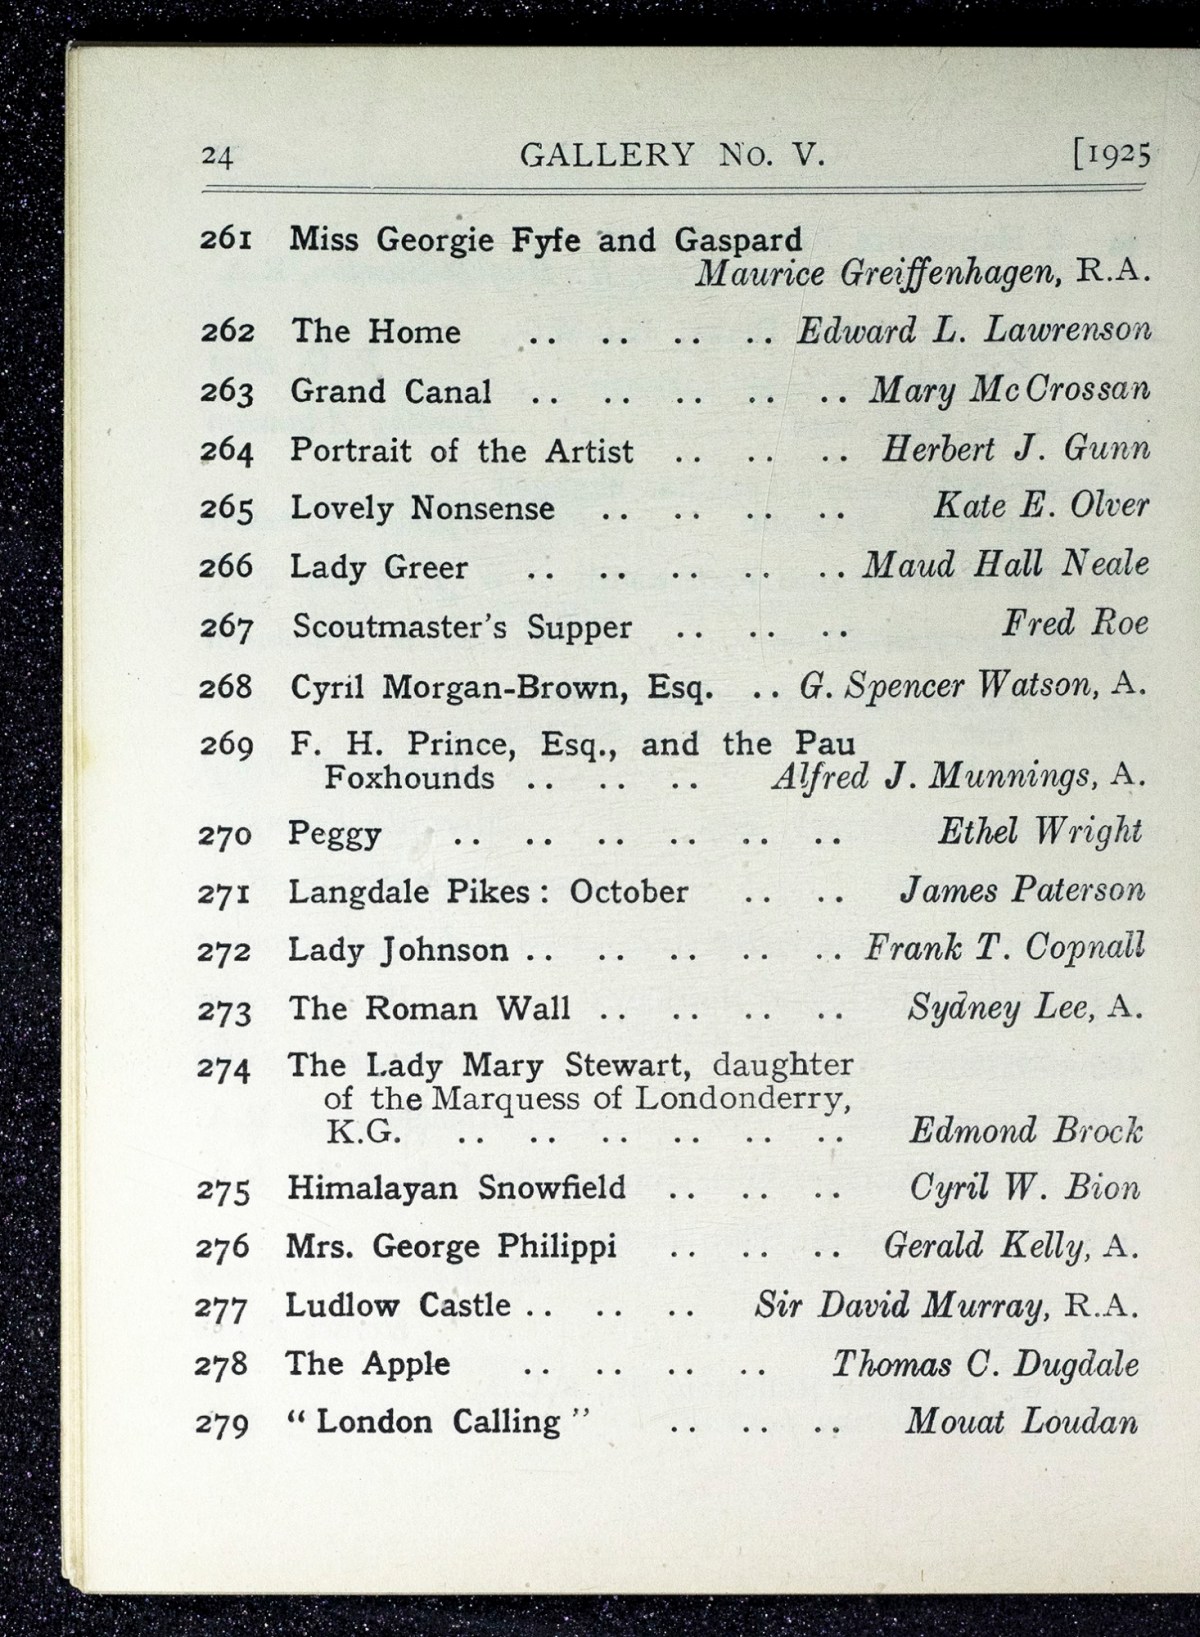 24 GALLERY No. V. [1925
261 Miss Georgie Fyfe and Gaspard
Maurice Greiffenhagen, R.A.
262 The Home .. .. .. .. Edward L. Lawrenson
263 Grand Canal .. .. .. .. .. Mary McCrossan
264 Portrait of the Artist .. .. .. Herbert J. Gunn
265 Lovely Nonsense .. .. .. .. Kate E. Olver
266 Lady Greer .. .. .. .. .. Maud Hall Neale
267 Scoutmaster's Supper .. .. .. Fred Roe
268 Cyril Morgan-Brown, Esq. .. G. Spencer Watson, A.
269 F. H. Prince, Esq., and the Pau
Foxhounds .. .. .. Alfred J. Munnings, A.
270 Peggy .. .. .. .. .. .. Ethel Wright
271 Langdale Pikes : October .. .. James Paterson
272 Lady Johnson .. .. .. .. .. Frank T. Copnall
273 The Roman Wall .. .. .. .. Sydney Lee, A.
274 The Lady Mary Stewart, daughter
of the Marquess of Londonderry,
K.G. .. .. .. .. .. .. Edmond Brock
275 Himalayan Snowfield .. .. .. Cyril W. Bion
276 Mrs. George Philippi .. .. .. Gerald Kelly, A.
277 Ludlow Castle .. .. .. Sir David Murray, R.A.
278 The Apple .. .. .. .. Thomas C. Dugdale
279 " London Calling " .. .. .. Mouat Loudan